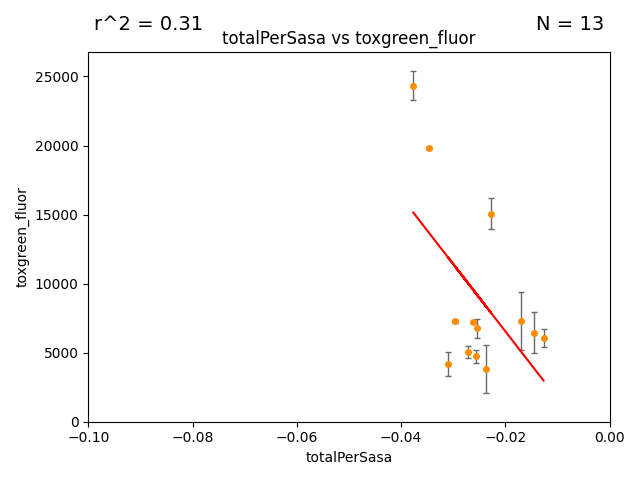 r^2 = 0.31
N = 13
totalPerSasa vs toxgreen_fluor
25000
20000
15000
10000
5000
0
toxgreen_fluor
−0.10
−0.08
−0.06
−0.04
−0.02
0.00
totalPerSasa